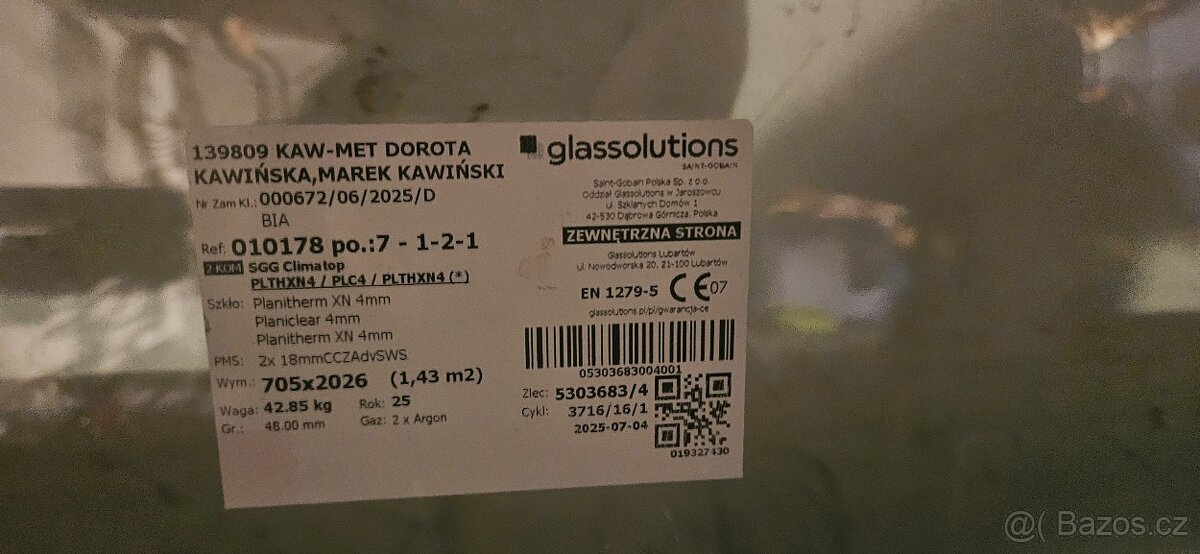 139809 KAW-MET DOROTA
KAWIŃSKA,MAREK KAWIŃSKI
Nr Zam Kl.: 000672/06/2025/D
BIA
Ref: 010178 po.:7 - 1-2-1
2 KOM SGG Climatop
PLTHXN4 / PLC4 / PLTHXN4 (*)
Szkło: Planitherm XN 4mm
Planiclear 4mm
Planitherm XN 4mm
PMS: 2x 18mmCCZAdvSWS
Wym.: 705x2026 (1,43 m2)
Waga: 42.85 kg Rok: 25
Gr.: 48.00 mm Gaz: 2 x Argon
glassolutions
SAINT-GOBAIN
Saint-Gobain Polska Sp. z o.o.
Oddział Glassolutions w Jaroszowcu
ul. Szklanych Domów 1
42-530 Dąbrowa Górnicza, Polska
ZEWNĘTRZNA STRONA
Glassolutions Lubartów
ul. Nowodworska 20, 21-100 Lubartów
EN 1279-5 CE 07
glassolutions.pl/pl/gwarancja-ce
05303683004001
Zlec: 5303683/4
Cykl: 3716/16/1
2025-07-04
019327430
@( Bazos.cz